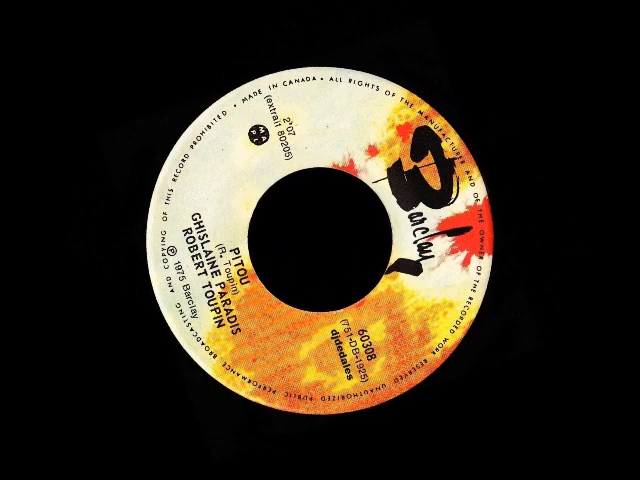 MADE IN CANADA • ALL RIGHTS OF THE MANUFACTURER AND OF THE OWNER OF THE RECORDED WORK RESERVED UNAUTHORIZED PUBLIC PERFORMANCE BROADCASTING AND COPYING OF THIS RECORD PROHIBITED •
Barclay
2'07
(extrait 80205)
MAPL
PITOU
(R. Toupin)
GHISLAINE PARADIS
ROBERT TOUPIN
℗ 1975 Barclay
60308
(751-DB-1925)
djdedales